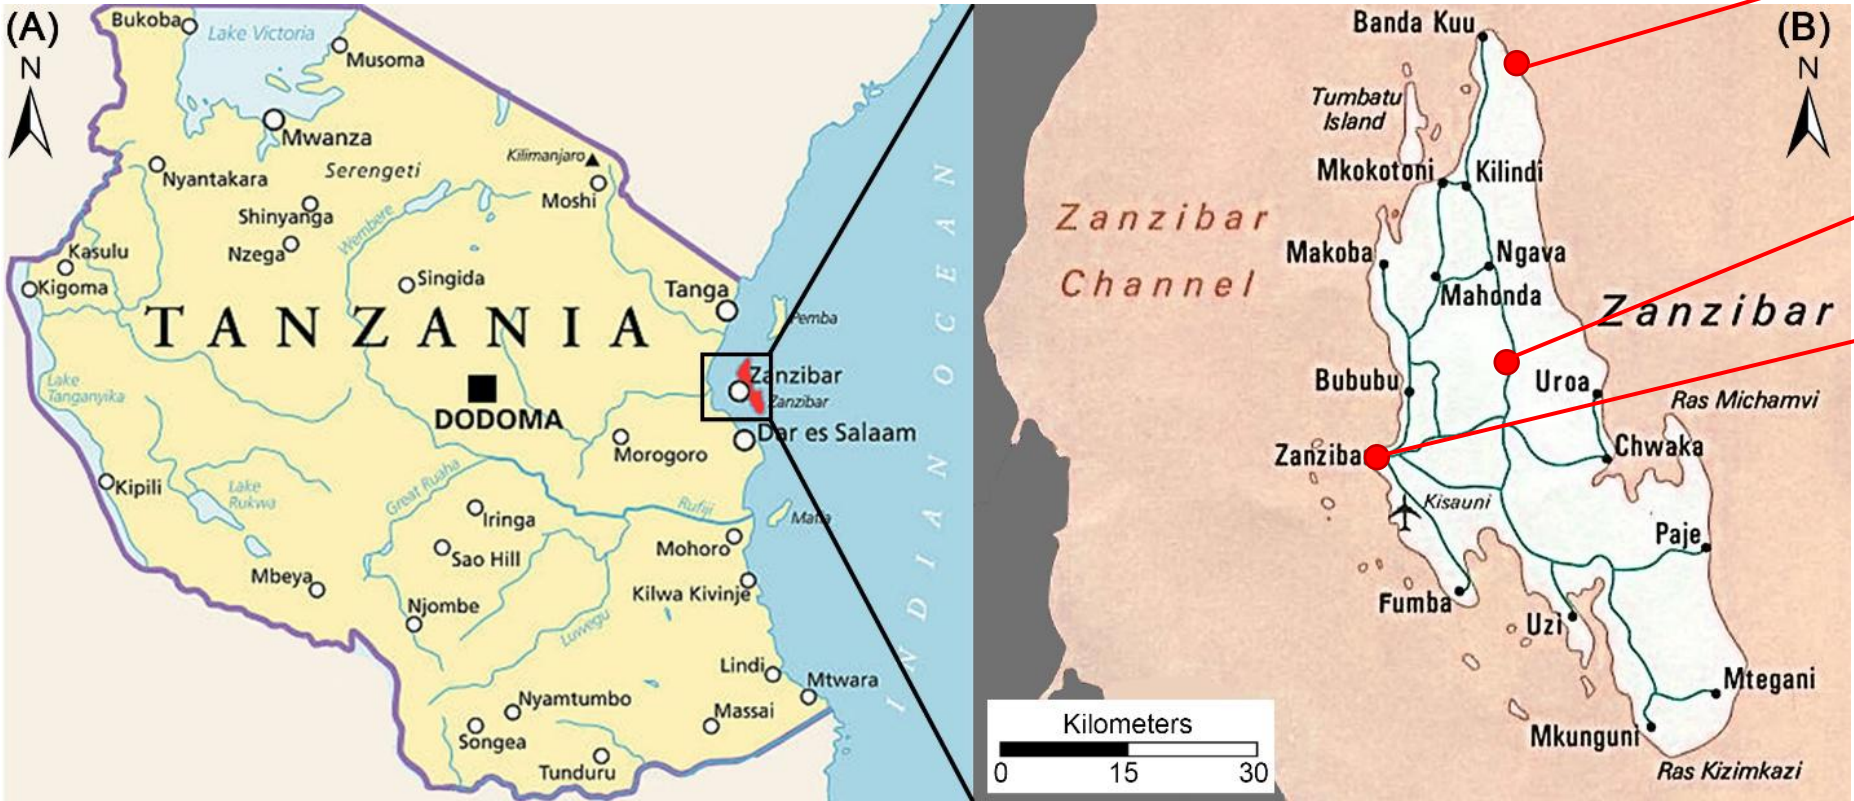 (A)
N
Bukoba
Lake Victoria
Musoma
Mwanza
Kilimanjaro
Serengeti
Nyantakara
Moshi
Shinyanga
Wembere
Nzega
Kasulu
Kigoma
Singida
Tanga
TANZANIA
Pemba
Zanzibar
Zanzibar
Lake
Tanganyika
DODOMA
Dar es Salaam
Morogoro
Kipili
Lake
Rukwa
Great Ruaha
Rufiji
Mafia
Iringa
Sao Hill
Mohoro
Mbeya
Kilwa Kivinje
Njombe
Luwegu
Lindi
Mtwara
Nyamtumbo
Massai
Songea
Tunduru
INDIAN OCEAN
(B)
N
Banda Kuu
Tumbatu
Island
Mkokotoni
Kilindi
Zanzibar
Channel
Makoba
Ngava
Mahonda
Zanzibar
Bububu
Uroa
Ras Michamvi
Zanziba
Chwaka
Kisauni
Paje
Fumba
Uzi
Mtegani
Mkunguni
Ras Kizimkazi
Kilometers
0 15 30